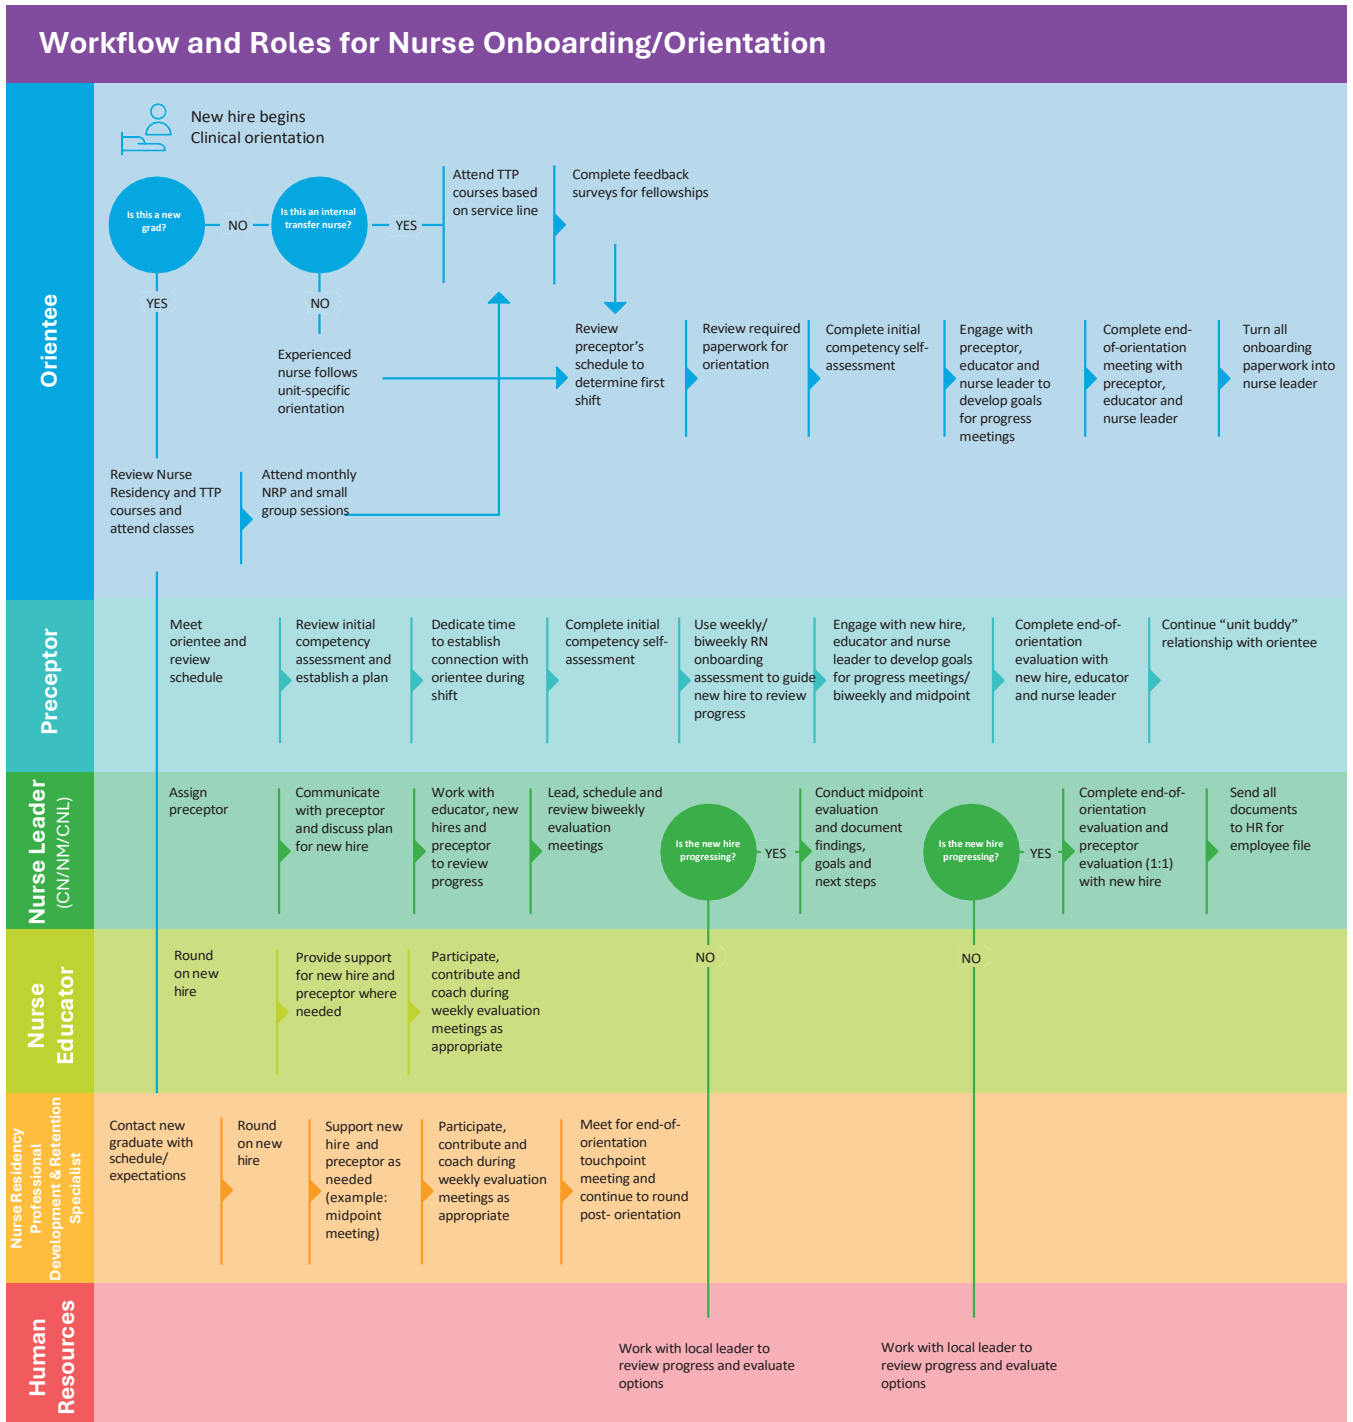 Workflow and Roles for Nurse Onboarding/Orientation
Orientee
New hire begins
Clinical orientation
Is this a new
grad?
NO
Is this an internal
transfer nurse?
YES
Attend TTP
courses based
on service line
Complete feedback
surveys for fellowships
YES
NO
Experienced
nurse follows
unit-specific
orientation
Review
preceptor’s
schedule to
determine first
shift
Review required
paperwork for
orientation
Complete initial
competency self-
assessment
Engage with
preceptor,
educator and
nurse leader to
develop goals
for progress
meetings
Complete end-
of-orientation
meeting with
preceptor,
educator and
nurse leader
Turn all
onboarding
paperwork into
nurse leader
Review Nurse
Residency and TTP
courses and
attend classes
Attend monthly
NRP and small
group sessions
Preceptor
Meet
orientee and
review
schedule
Review initial
competency
assessment and
establish a plan
Dedicate time
to establish
connection with
orientee during
shift
Complete initial
competency self-
assessment
Use weekly/
biweekly RN
onboarding
assessment to guide
new hire to review
progress
Engage with new hire,
educator and nurse
leader to develop goals
for progress meetings/
biweekly and midpoint
Complete end-of-
orientation
evaluation with
new hire, educator
and nurse leader
Continue “unit buddy”
relationship with orientee
Nurse Leader
(CN/NM/CNL)
Assign
preceptor
Communicate
with preceptor
and discuss plan
for new hire
Work with
educator, new
hires and
preceptor
to review
progress
Lead, schedule and
review biweekly
evaluation
meetings
Is the new hire
progressing?
YES
Conduct midpoint
evaluation
and document
findings,
goals and
next steps
Is the new hire
progressing?
YES
Complete end-of-
orientation
evaluation and
preceptor
evaluation (1:1)
with new hire
Send all
documents
to HR for
employee file
Nurse
Educator
Round
on new
hire
Provide support
for new hire and
preceptor where
needed
Participate,
contribute and
coach during
weekly evaluation
meetings as
appropriate
NO
NO
Nurse Residency
Professional
Development & Retention
Specialist
Contact new
graduate with
schedule/
expectations
Round
on new
hire
Support new
hire and
preceptor as
needed
(example:
midpoint
meeting)
Participate,
contribute and
coach during
weekly evaluation
meetings as
appropriate
Meet for end-of-
orientation
touchpoint
meeting and
continue to round
post- orientation
Human
Resources
Work with local leader to
review progress and evaluate
options
Work with local leader to
review progress and evaluate
options